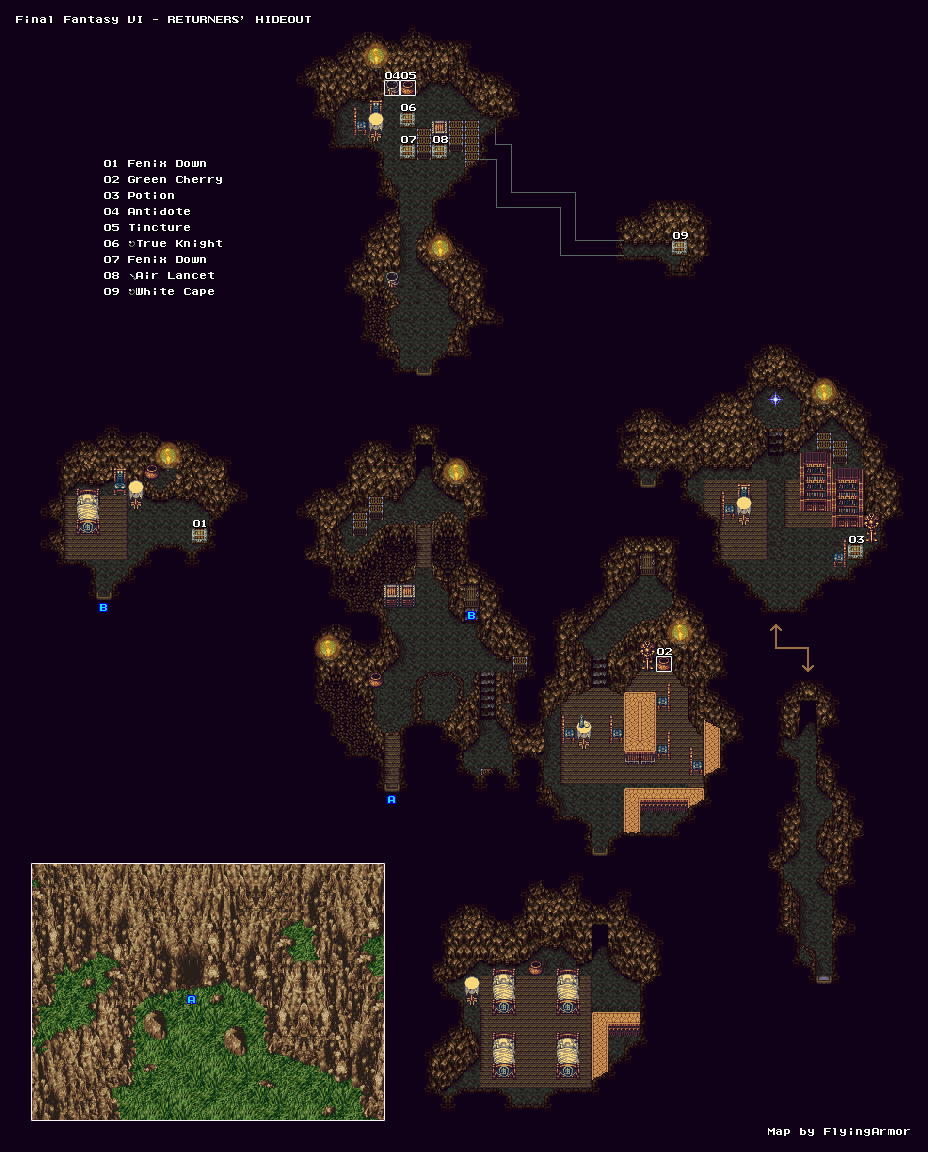 Final Fantasy VI - RETURNERS' HIDEOUT
0405
06
07 08
01 Fenix Down
02 Green Cherry
03 Potion
04 Antidote
05 Tincture
06 True Knight
07 Fenix Down
08 Air Lancet
09 White Cape
09
01
03
B
B
02
A
A
Map by FlyingArmor